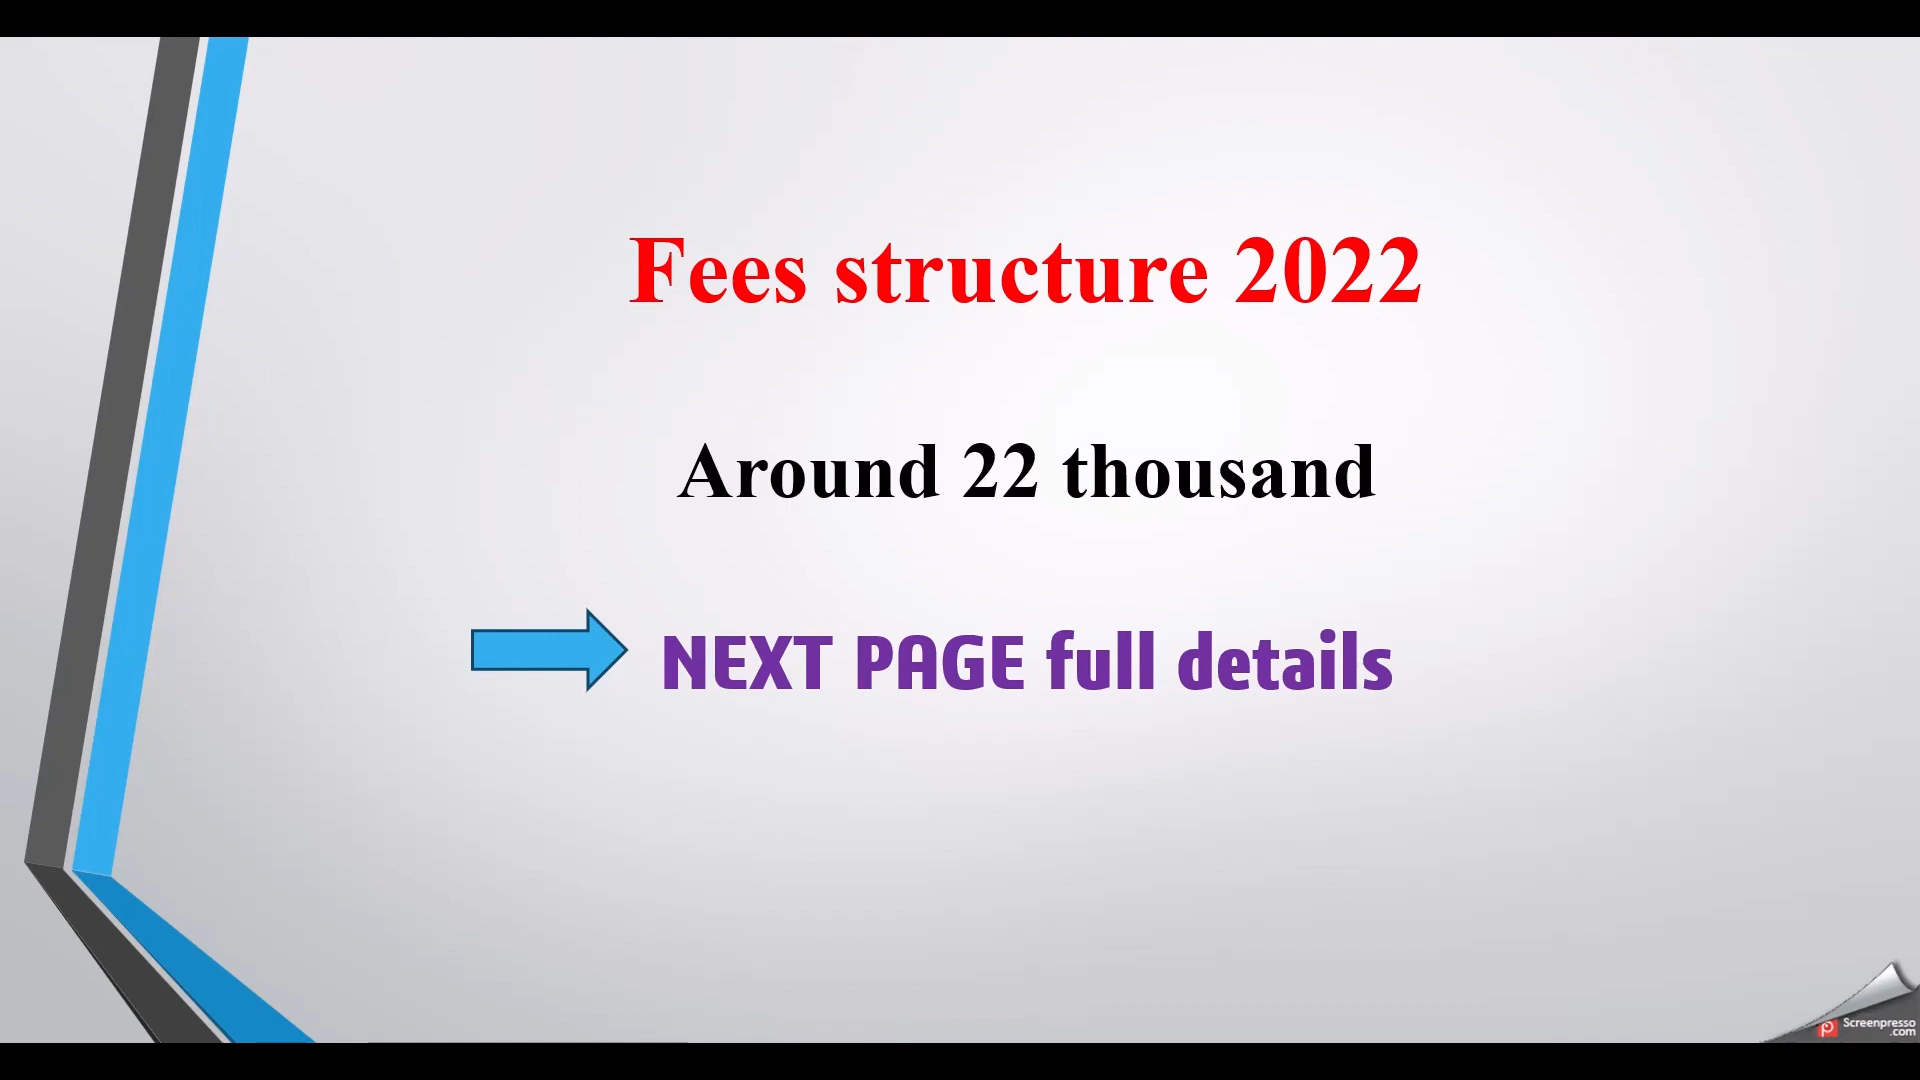 Fees structure 2022
Around 22 thousand
NEXT PAGE full details
Screenpresso
.com